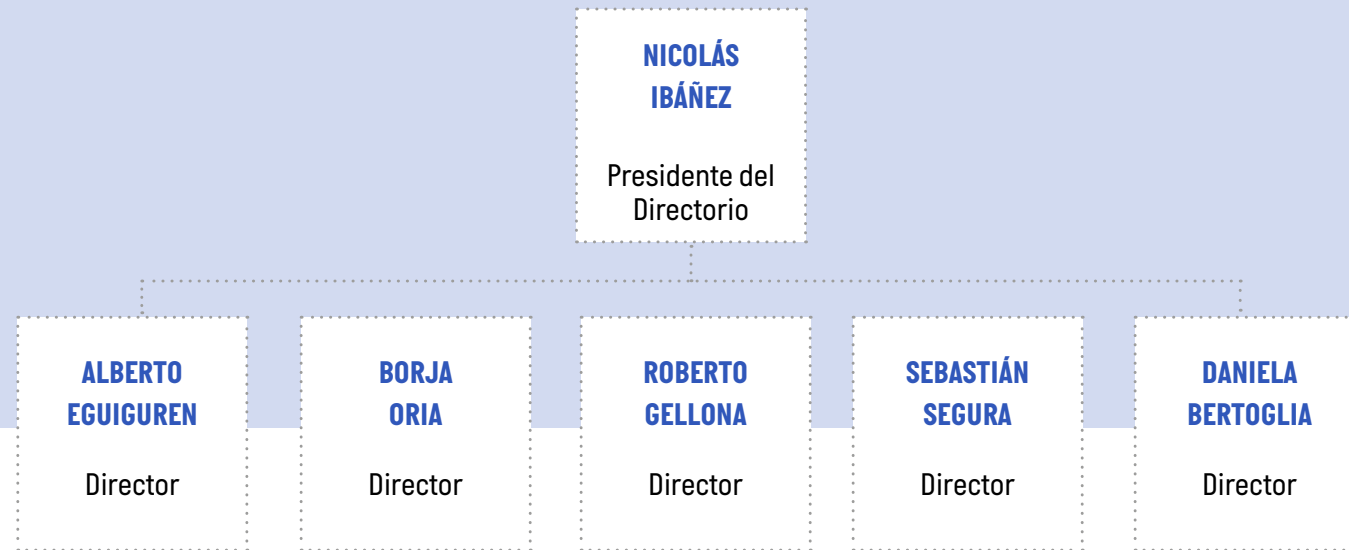 NICOLÁS
IBÁÑEZ
Presidente del
Directorio
ALBERTO
EGUIGUREN
Director
BORJA
ORIA
Director
ROBERTO
GELLONA
Director
SEBASTIÁN
SEGURA
Director
DANIELA
BERTOGLIA
Director